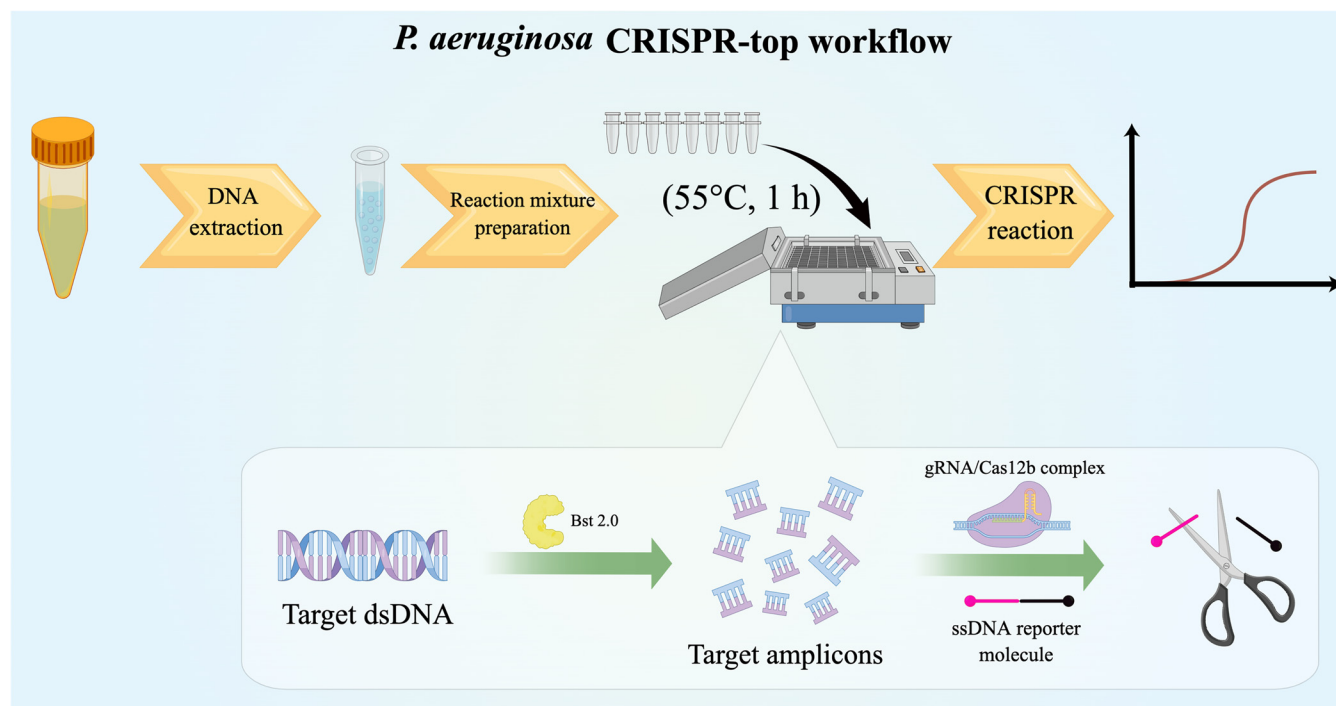 P. aeruginosa CRISPR-top workflow
DNA
extraction
Reaction mixture
preparation
(55°C, 1 h)
CRISPR
reaction
Target dsDNA
Bst 2.0
Target amplicons
gRNA/Cas12b complex
ssDNA reporter
molecule